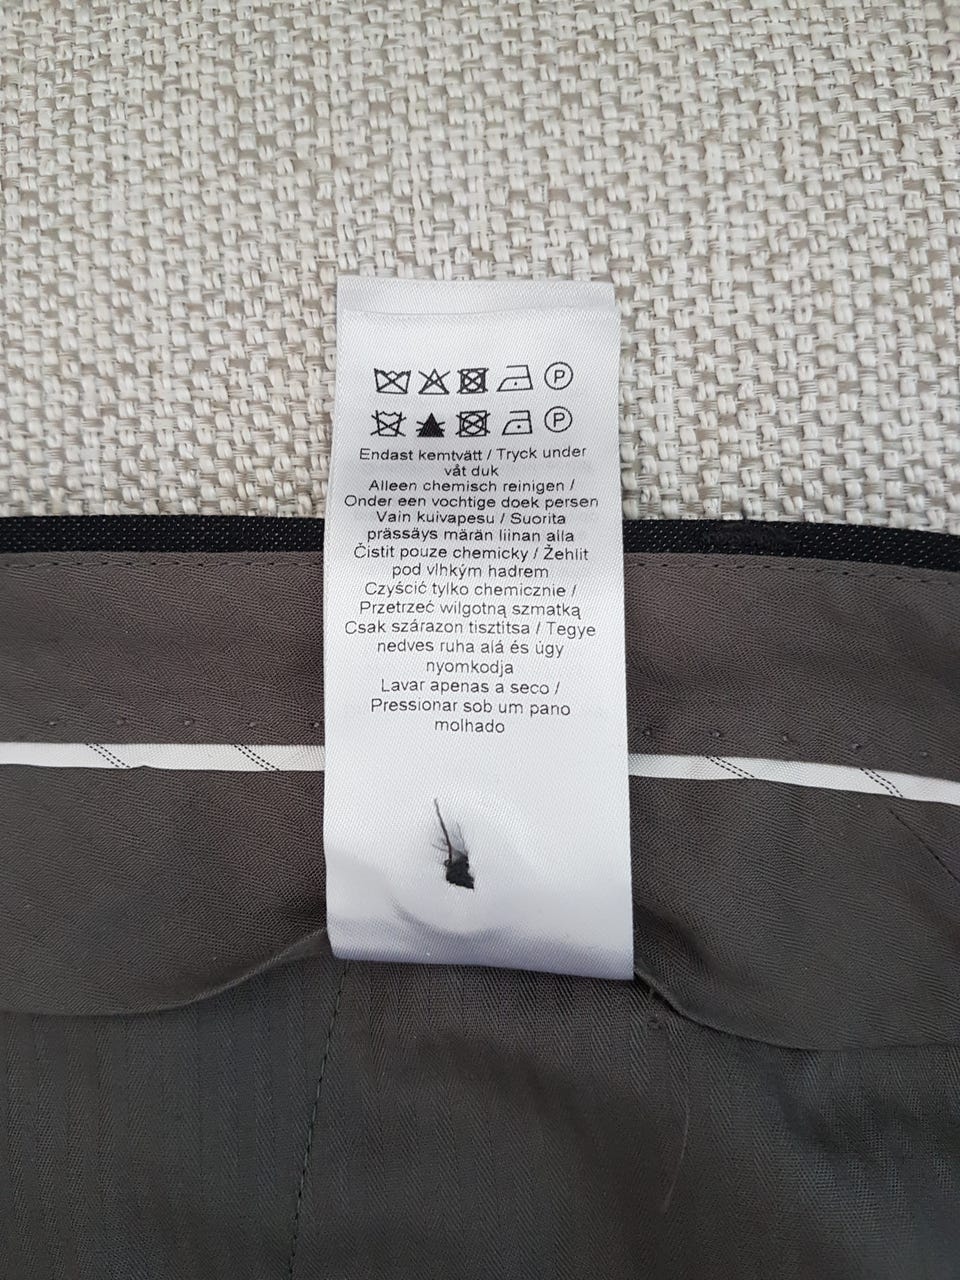 P
P
Endast kemtvätt / Tryck under
våt duk
Alleen chemisch reinigen /
Onder een vochtige doek persen
Vain kuivapesu / Suorita
prässäys märän liinan alla
Čistit pouze chemicky / Žehlit
pod vlhkým hadrem
Czyścić tylko chemicznie /
Przetrzeć wilgotną szmatką
Csak szárazon tisztítsa / Tegye
nedves ruha alá és úgy
nyomkodja
Lavar apenas a seco /
Pressionar sob um pano
molhado